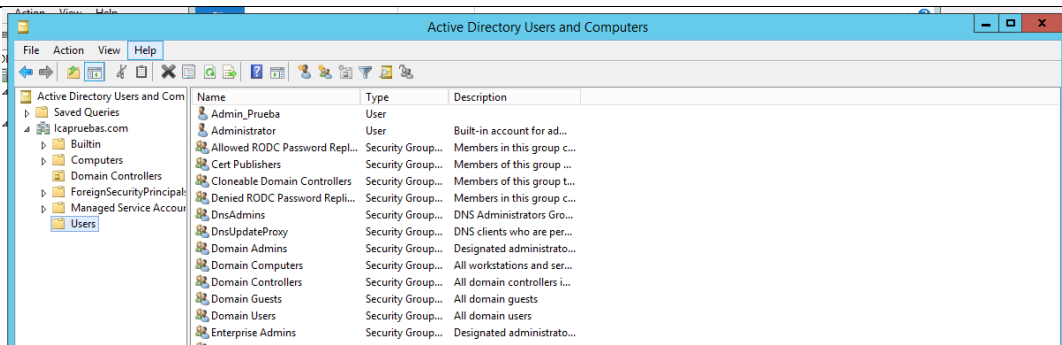 Action View Help
Active Directory Users and Computers
File Action View Help
Active Directory Users and Com
Saved Queries
lcapruebas.com
Builtin
Computers
Domain Controllers
ForeignSecurityPrincipals
Managed Service Accour
Users
Name Type Description
Admin_Prueba User
Administrator User Built-in account for ad...
Allowed RODC Password Repl... Security Group... Members in this group c...
Cert Publishers Security Group... Members of this group ...
Cloneable Domain Controllers Security Group... Members of this group t...
Denied RODC Password Repli... Security Group... Members in this group c...
DnsAdmins Security Group... DNS Administrators Gro...
DnsUpdateProxy Security Group... DNS clients who are per...
Domain Admins Security Group... Designated administrato...
Domain Computers Security Group... All workstations and ser...
Domain Controllers Security Group... All domain controllers i...
Domain Guests Security Group... All domain guests
Domain Users Security Group... All domain users
Enterprise Admins Security Group... Designated administrato...